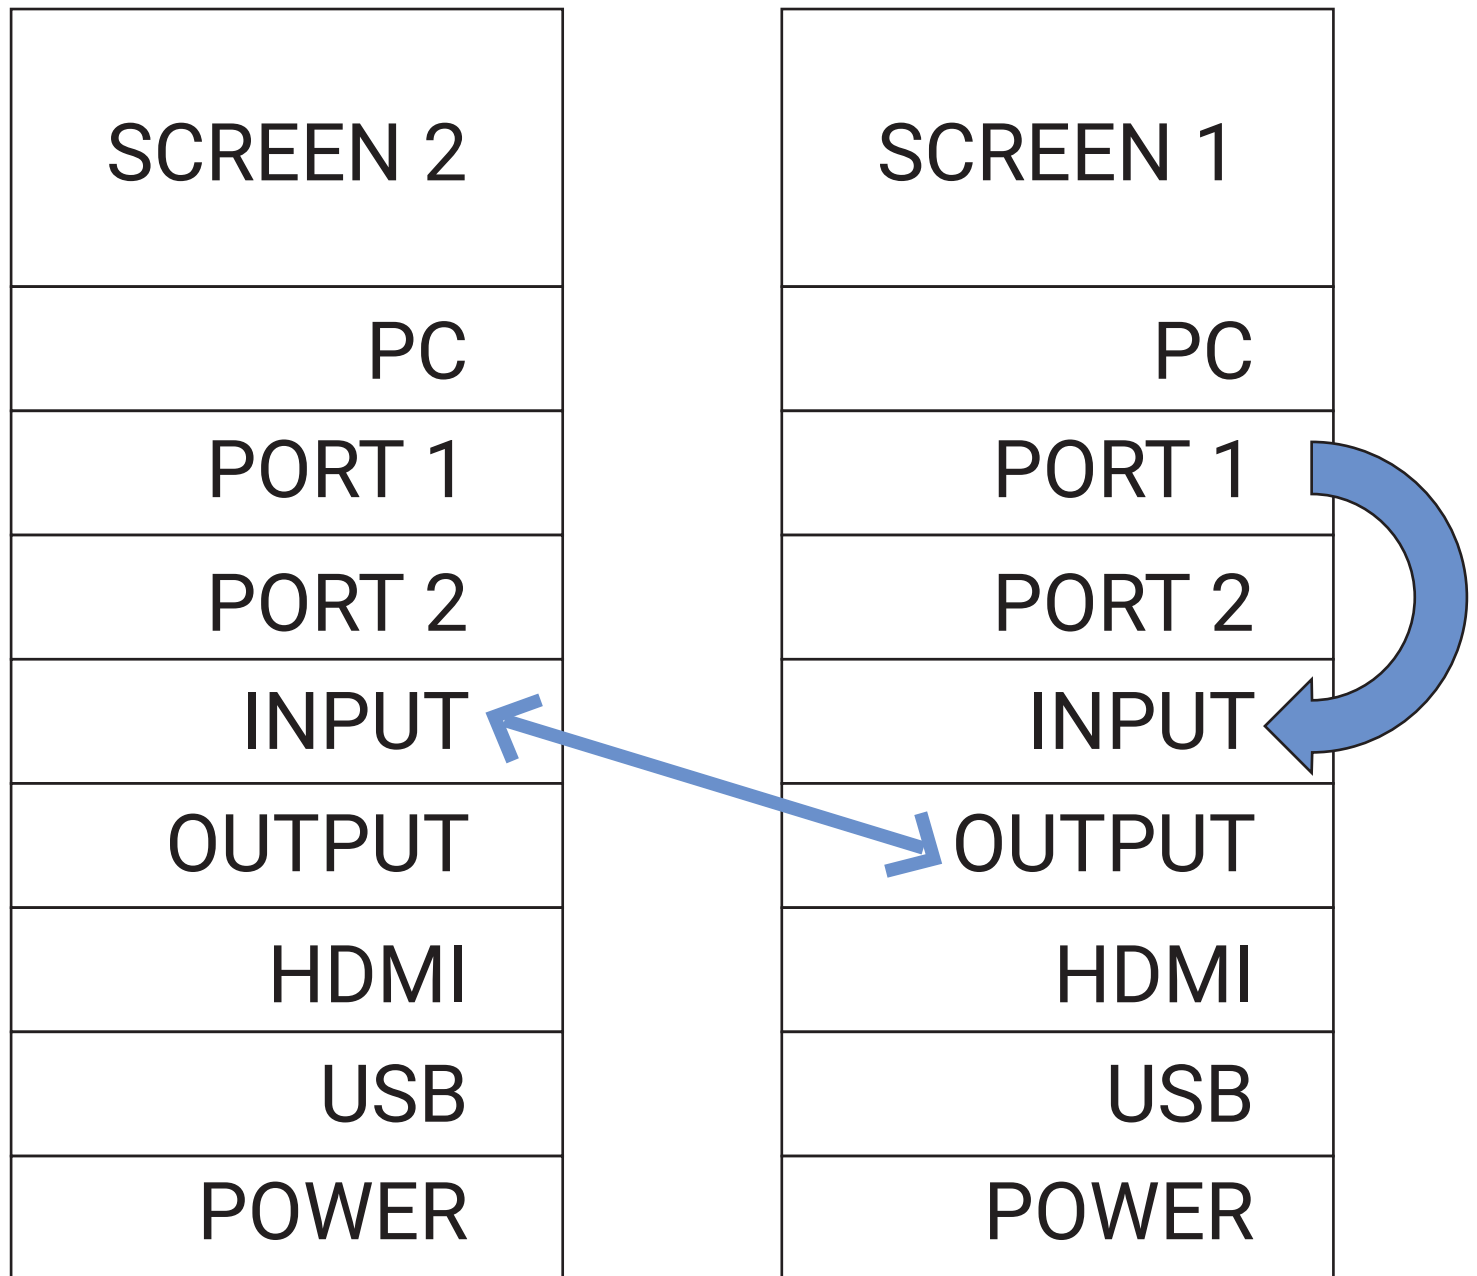 SCREEN 2
PC
PORT 1
PORT 2
INPUT
OUTPUT
HDMI
USB
POWER
SCREEN 1
PC
PORT 1
PORT 2
INPUT
OUTPUT
HDMI
USB
POWER